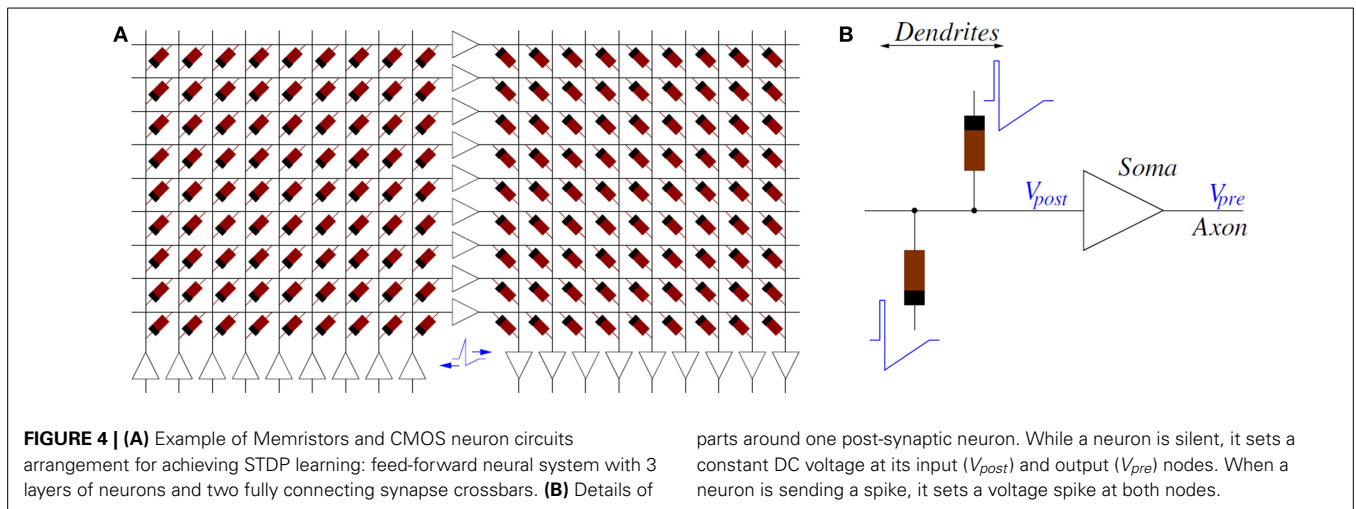 A
B
Dendrites
Soma
Vpost
Vpre
Axon
FIGURE 4 | (A) Example of Memristors and CMOS neuron circuits
arrangement for achieving STDP learning: feed-forward neural system with 3
layers of neurons and two fully connecting synapse crossbars. (B) Details of
parts around one post-synaptic neuron. While a neuron is silent, it sets a
constant DC voltage at its input (Vpost) and output (Vpre) nodes. When a
neuron is sending a spike, it sets a voltage spike at both nodes.